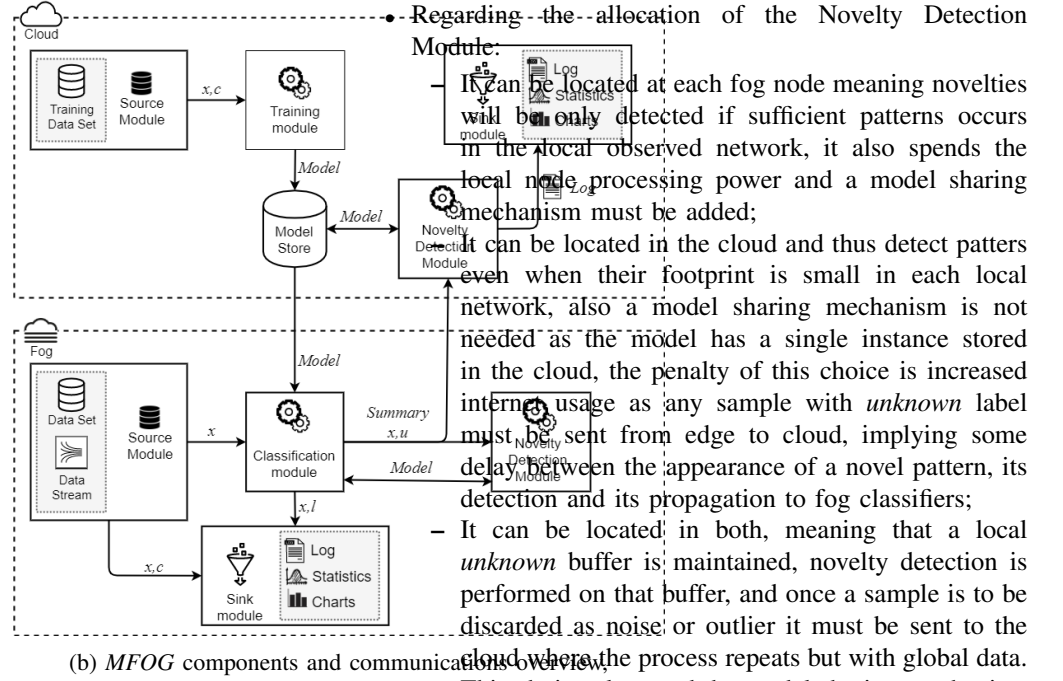 Cloud
Training
Data Set
Source
Module
x,c
Training
module
Model
Model
Store
Model
Novelty
Detection
Module
Log
Sink
module
Log
Statistics
Charts
Fog
Data Set
Data
Stream
Source
Module
x
Model
Classification
module
Summary
x,u
Model
Novelty
Detection
Module
x,l
x,c
Sink
module
Log
Statistics
Charts
(b) MFOG components and communications overview,
• Regarding the allocation of the Novelty Detection
Module:
– It can be located at each fog node meaning novelties
will be only detected if sufficient patterns occurs
in the local observed network, it also spends the
local node processing power and a model sharing
mechanism must be added;
– It can be located in the cloud and thus detect patters
even when their footprint is small in each local
network, also a model sharing mechanism is not
needed as the model has a single instance stored
in the cloud, the penalty of this choice is increased
internet usage as any sample with unknown label
must be sent from edge to cloud, implying some
delay between the appearance of a novel pattern, its
detection and its propagation to fog classifiers;
– It can be located in both, meaning that a local
unknown buffer is maintained, novelty detection is
performed on that buffer, and once a sample is to be
discarded as noise or outlier it must be sent to the
cloud where the process repeats but with global data.